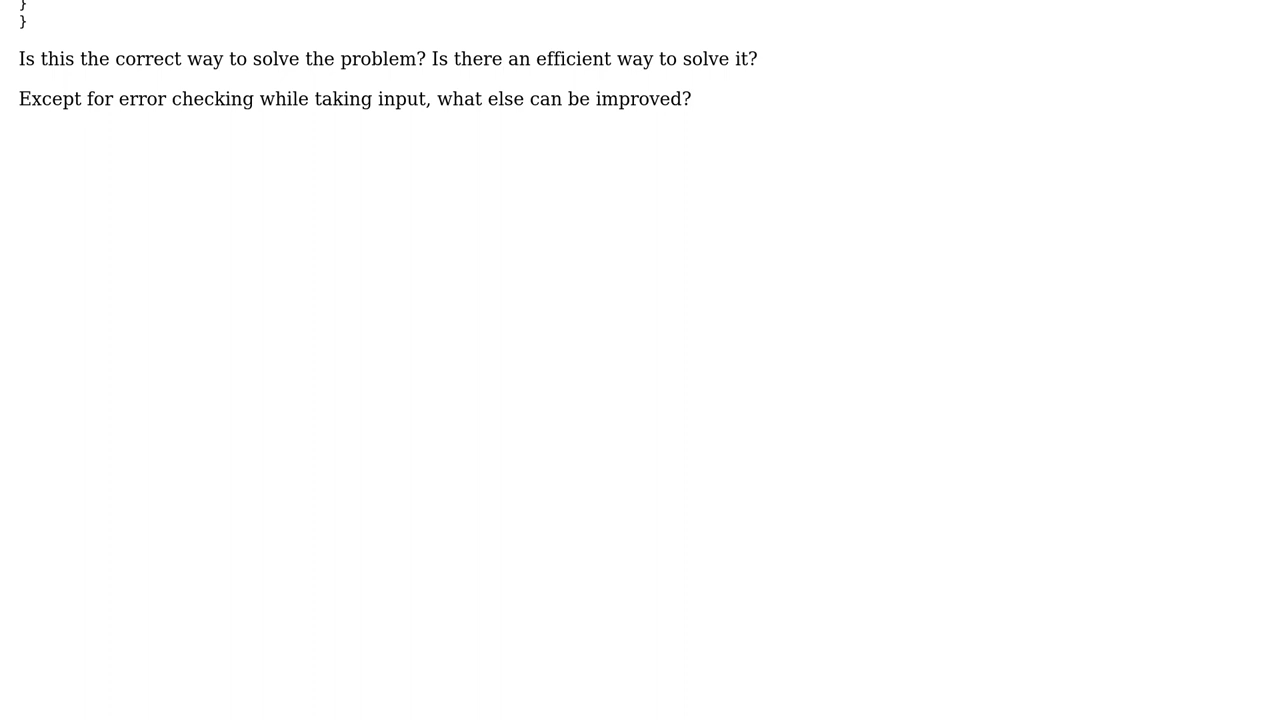 }
}
Is this the correct way to solve the problem? Is there an efficient way to solve it?
Except for error checking while taking input, what else can be improved?